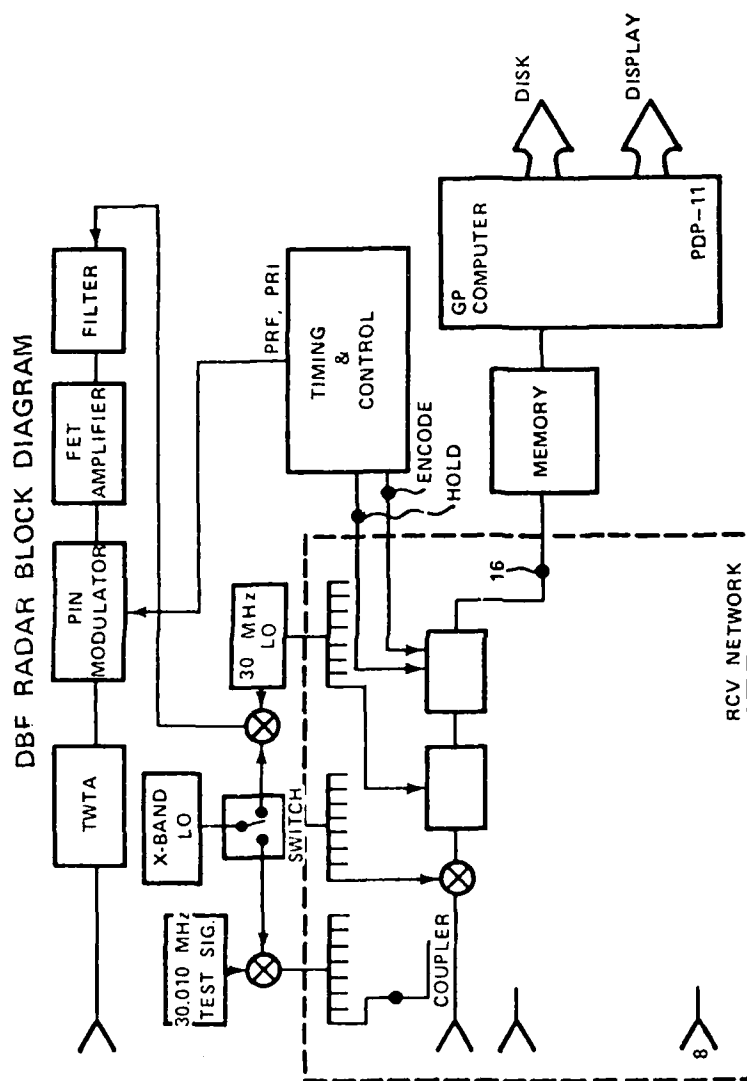 DBF RADAR BLOCK DIAGRAM
TWTA
PIN
MODULATOR
FET
AMPLIFIER
FILTER
X-BAND
LO
30 MHz
LO
30.010 MHz
TEST SIG.
SWITCH
PRF, PRI
TIMING
&
CONTROL
ENCODE
HOLD
COUPLER
16
MEMORY
GP
COMPUTER
PDP-11
DISK
DISPLAY
8
RCV NETWORK